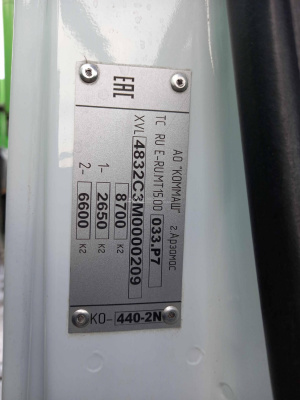 АО "КОММАШ" г.Арзамас
ТС RU Е-RU.МТ15.00 033.Р7
XVL 4832C3M0000209
8700 кг
1- 2650 кг
2- 6600 кг
КО- 440-2N
ЕАС